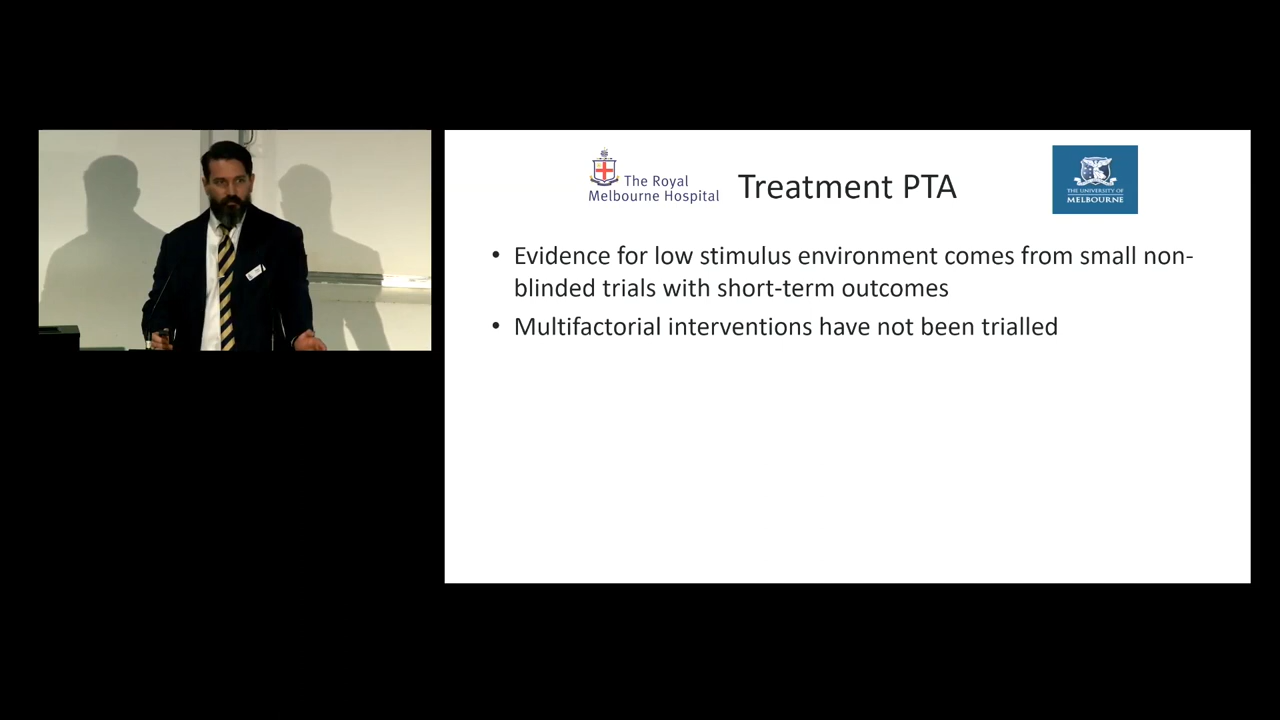 The Royal
Melbourne Hospital
Treatment PTA
THE UNIVERSITY OF
MELBOURNE
• Evidence for low stimulus environment comes from small non-
blinded trials with short-term outcomes
• Multifactorial interventions have not been trialled